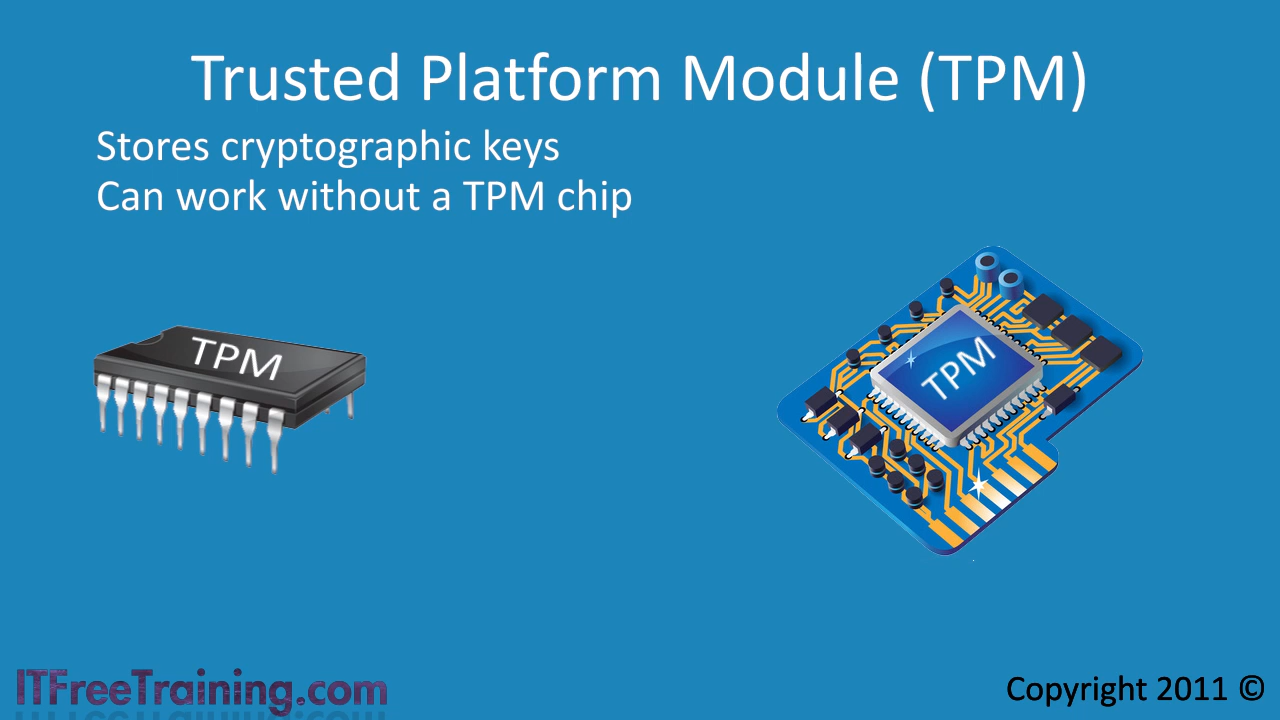 Trusted Platform Module (TPM)
Stores cryptographic keys
Can work without a TPM chip
TPM
TPM
ITFreeTraining.com
Copyright 2011 ©